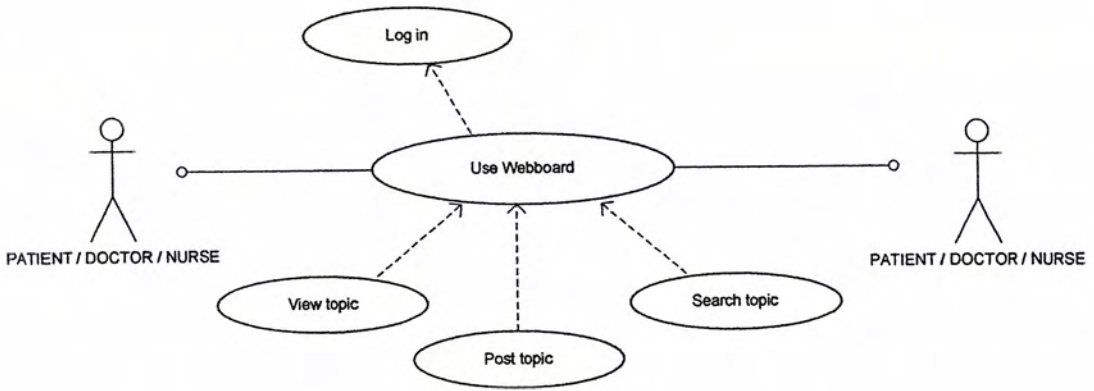 Log in
Use Webboard
PATIENT / DOCTOR / NURSE
PATIENT / DOCTOR / NURSE
View topic
Search topic
Post topic